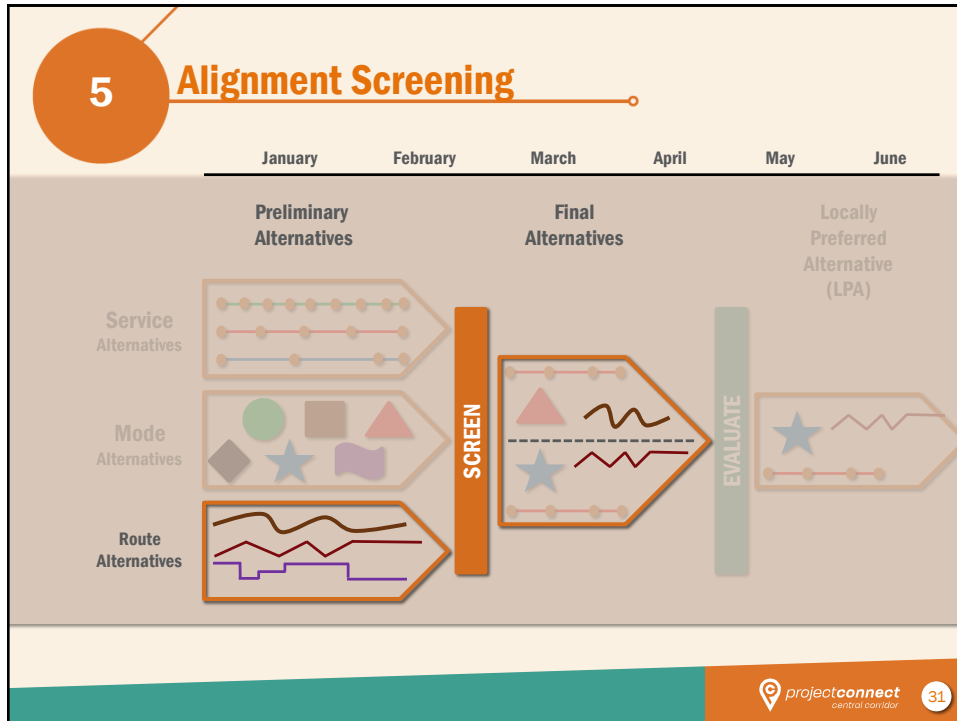 5
Alignment Screening
January February March April May June
Preliminary
Alternatives
Final
Alternatives
Locally
Preferred
Alternative
(LPA)
Service
Alternatives
Mode
Alternatives
Route
Alternatives
SCREEN
EVALUATE
C
projectconnect
central corridor
31